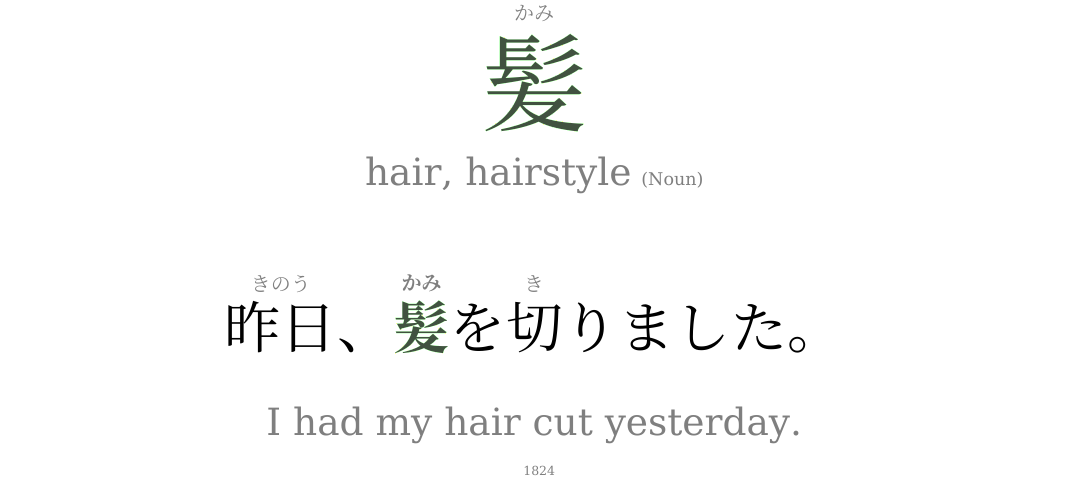 かみ
髪
hair, hairstyle (Noun)
きのう かみ き
昨日、髪を切りました。
I had my hair cut yesterday.
1824